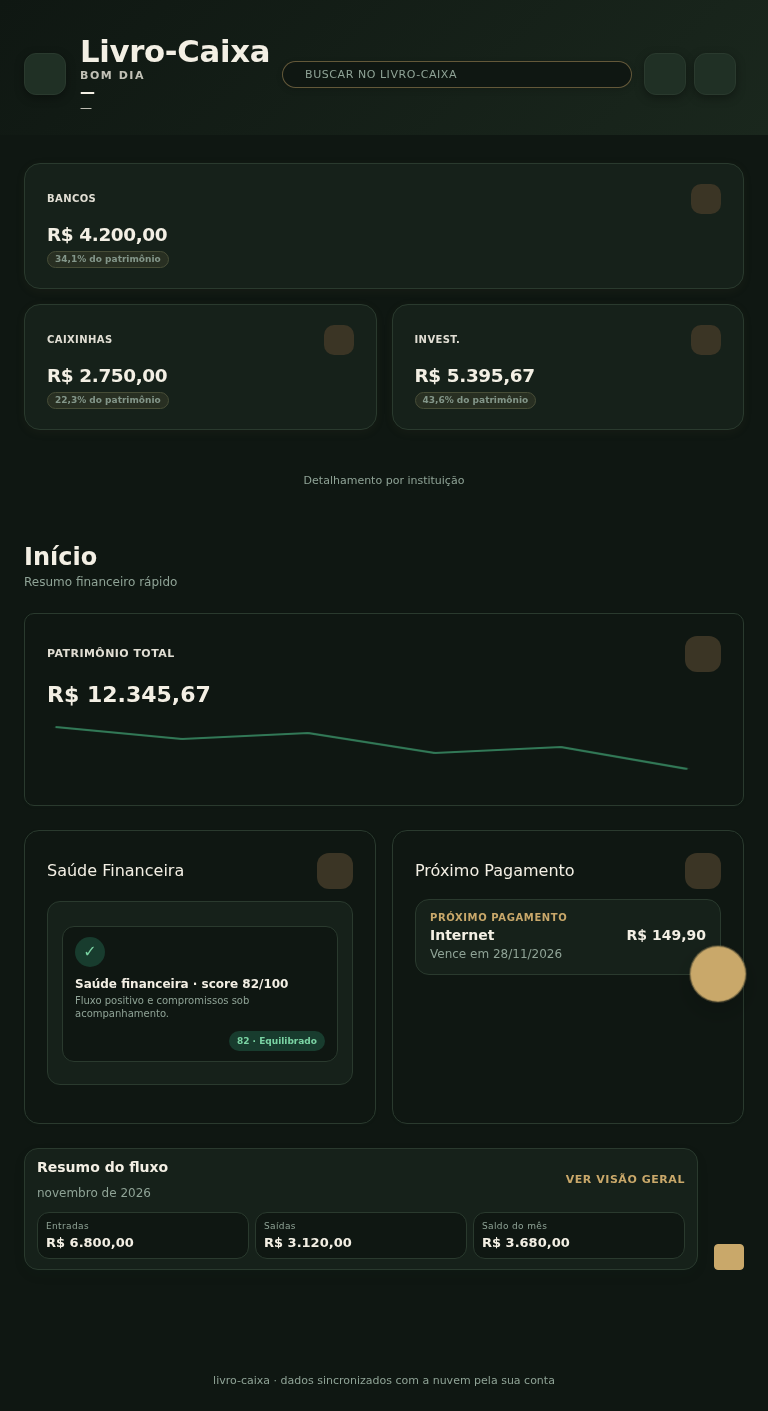 Livro-Caixa
BOM DIA
—
—
BUSCAR NO LIVRO-CAIXA
BANCOS
R$ 4.200,00
34,1% do patrimônio
CAIXINHAS
R$ 2.750,00
22,3% do patrimônio
INVEST.
R$ 5.395,67
43,6% do patrimônio
Detalhamento por instituição
Início
Resumo financeiro rápido
PATRIMÔNIO TOTAL
R$ 12.345,67
Saúde Financeira
✓
Saúde financeira · score 82/100
Fluxo positivo e compromissos sob
acompanhamento.
82 · Equilibrado
Próximo Pagamento
PRÓXIMO PAGAMENTO
Internet R$ 149,90
Vence em 28/11/2026
Resumo do fluxo
novembro de 2026
VER VISÃO GERAL
Entradas
R$ 6.800,00
Saídas
R$ 3.120,00
Saldo do mês
R$ 3.680,00
livro-caixa · dados sincronizados com a nuvem pela sua conta